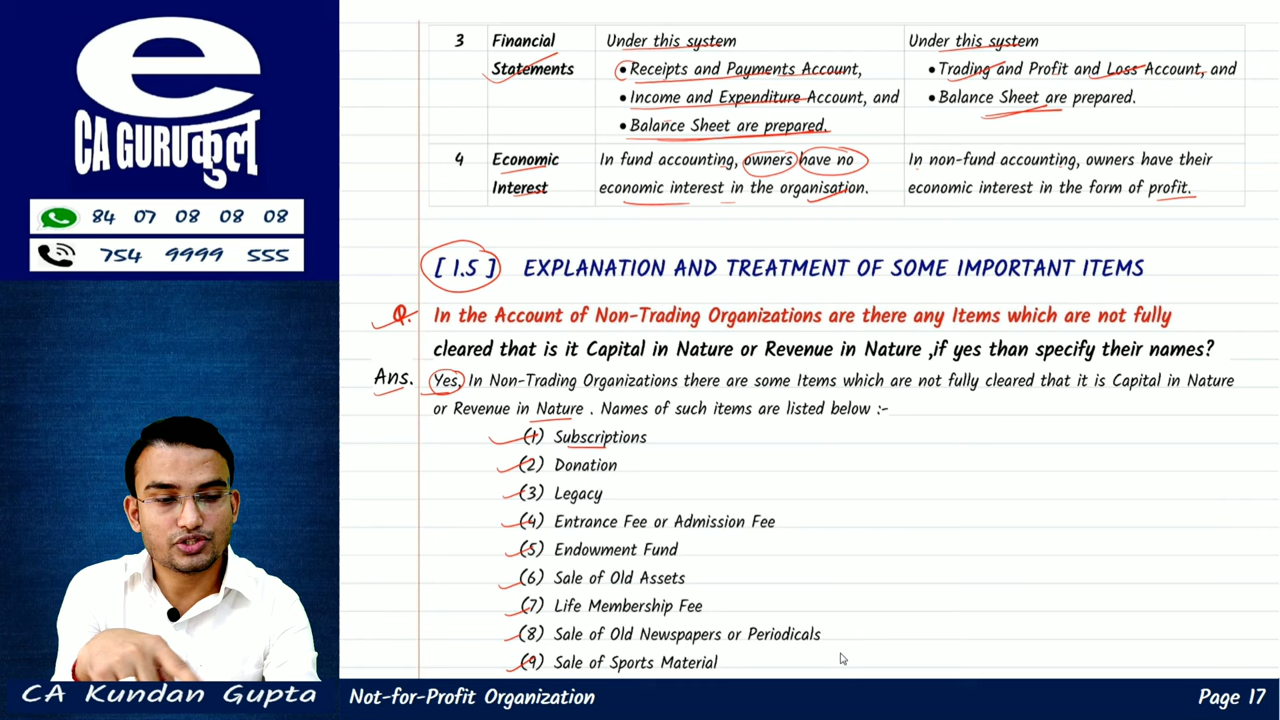 e
CA GURUकुल
84 07 08 08 08
754 9999 555
3 Financial Statements
Under this system
• Receipts and Payments Account,
• Income and Expenditure Account, and
• Balance Sheet are prepared.
Under this system
• Trading and Profit and Loss Account, and
• Balance Sheet are prepared.
4 Economic Interest
In fund accounting, owners have no
economic interest in the organisation.
In non-fund accounting, owners have their
economic interest in the form of profit.
[ 1.5 ] EXPLANATION AND TREATMENT OF SOME IMPORTANT ITEMS
Q. In the Account of Non-Trading Organizations are there any Items which are not fully
cleared that is it Capital in Nature or Revenue in Nature ,if yes than specify their names?
Ans. Yes, In Non-Trading Organizations there are some Items which are not fully cleared that it is Capital in Nature
or Revenue in Nature . Names of such items are listed below :-
(1) Subscriptions
(2) Donation
(3) Legacy
(4) Entrance Fee or Admission Fee
(5) Endowment Fund
(6) Sale of Old Assets
(7) Life Membership Fee
(8) Sale of Old Newspapers or Periodicals
(9) Sale of Sports Material
CA Kundan Gupta
Not-for-Profit Organization
Page 17